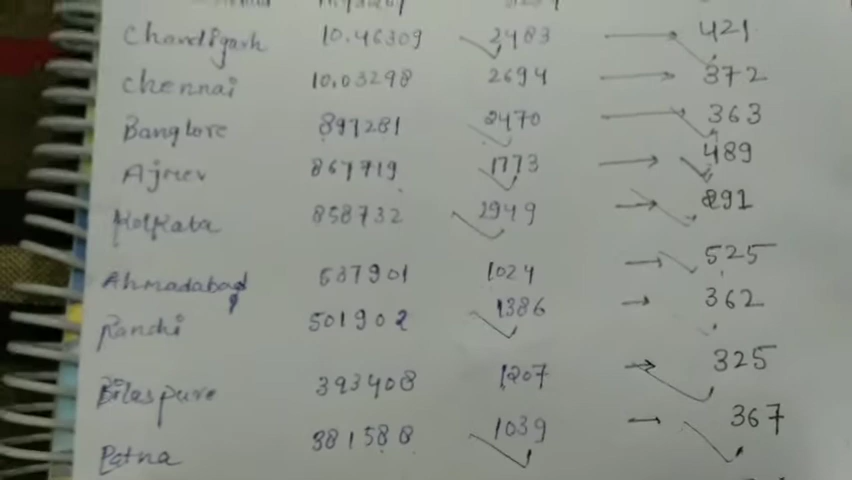 Chandigarh 10.46309 2483 → 421
Chennai 10.03298 2694 → 372
Banglore 897281 2470 → 363
Ajmer 867719 1773 → 489
Kolkata 858732 2949 → 291
Ahmadabad 537901 1024 → 525
Ranchi 501902 1386 → 362
Bilaspure 393408 1207 → 325
Patna 381588 1039 → 367